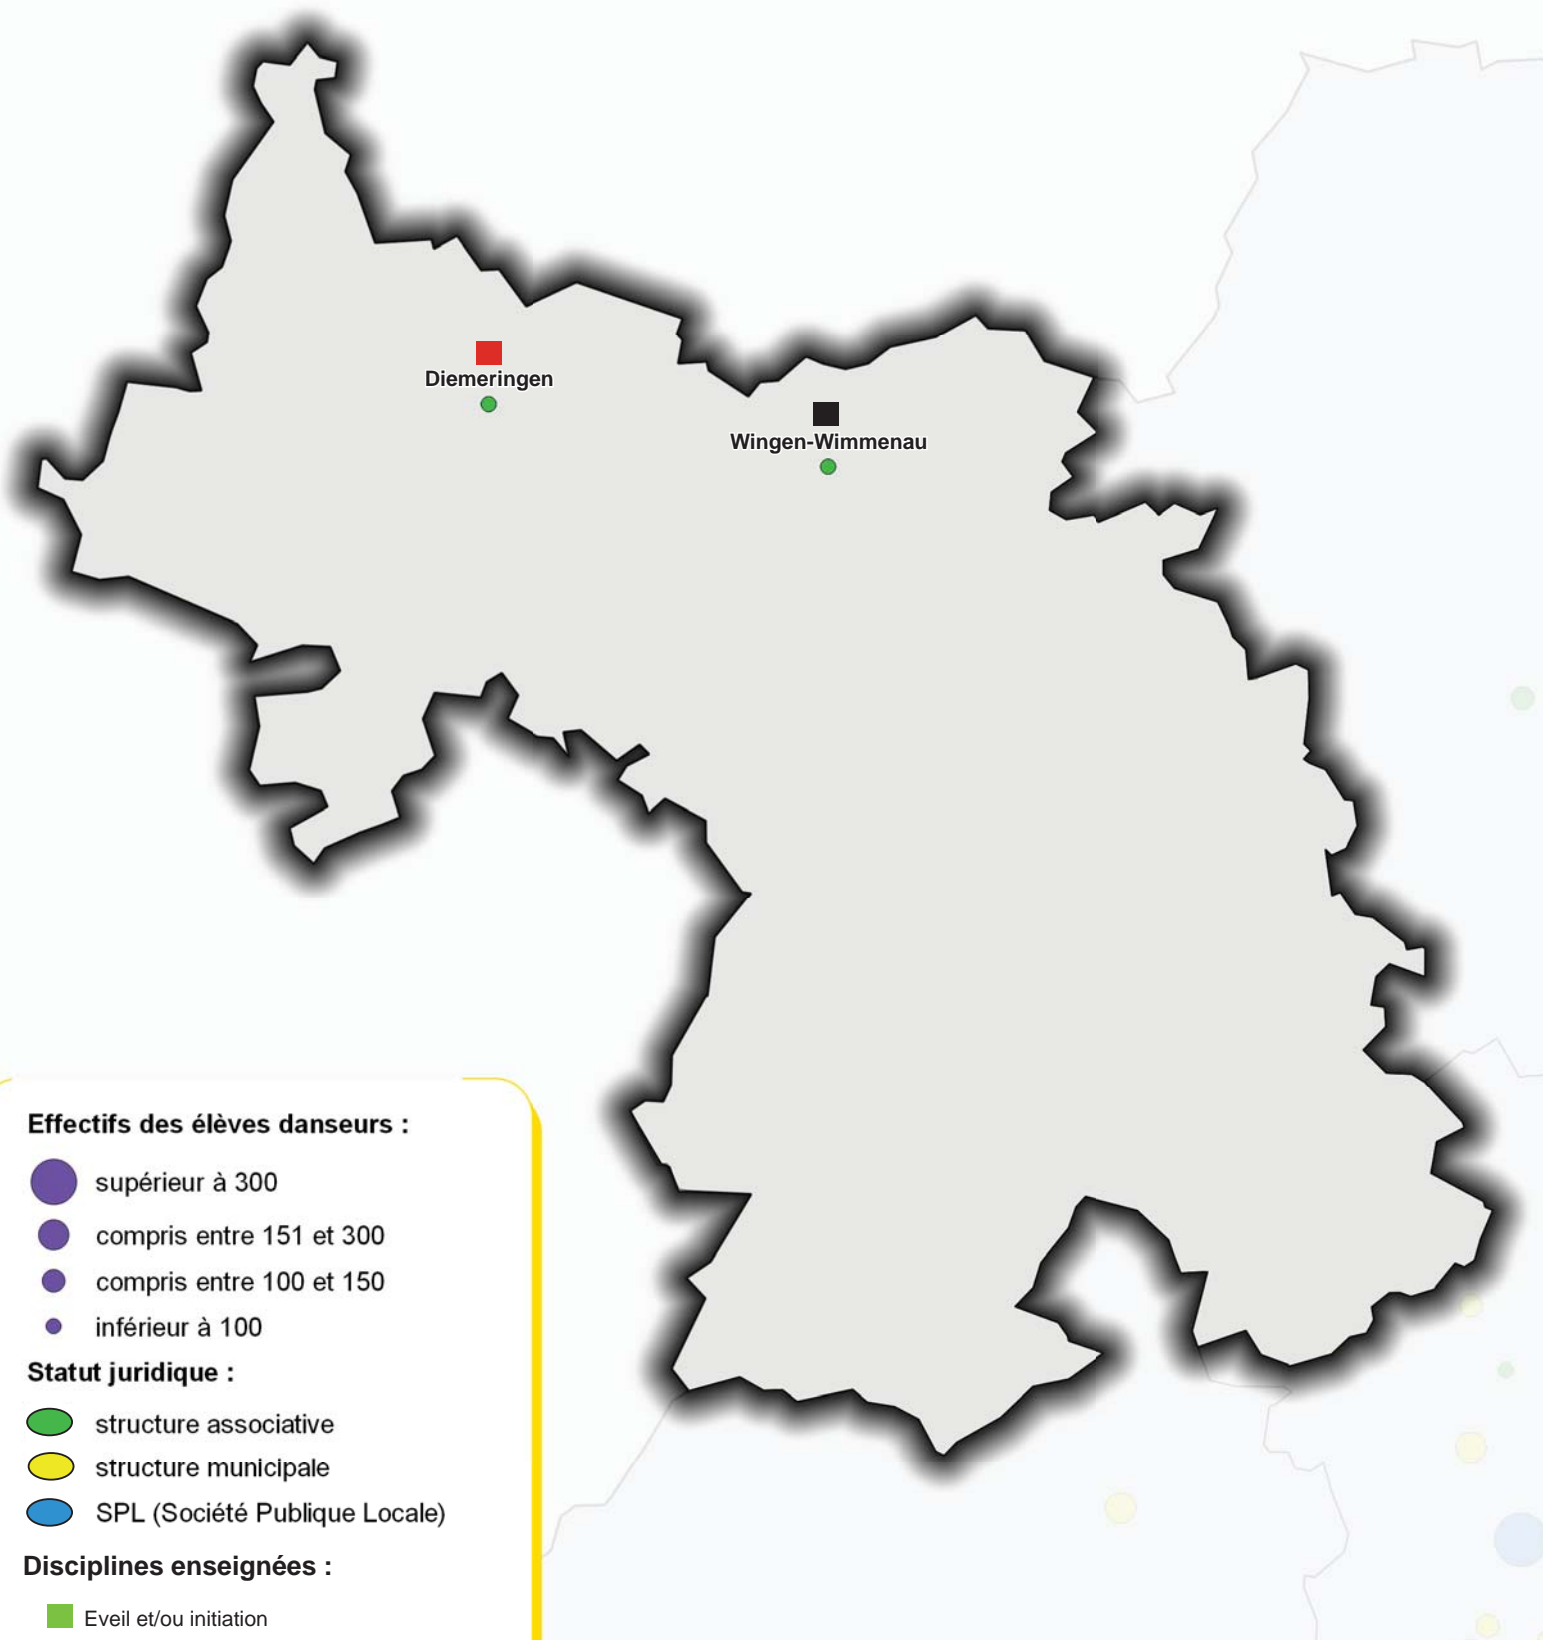 Diemeringen
Wingen-Wimmenau
Effectifs des élèves danseurs :
supérieur à 300
compris entre 151 et 300
compris entre 100 et 150
inférieur à 100
Statut juridique :
structure associative
structure municipale
SPL (Société Publique Locale)
Disciplines enseignées :
Eveil et/ou initiation